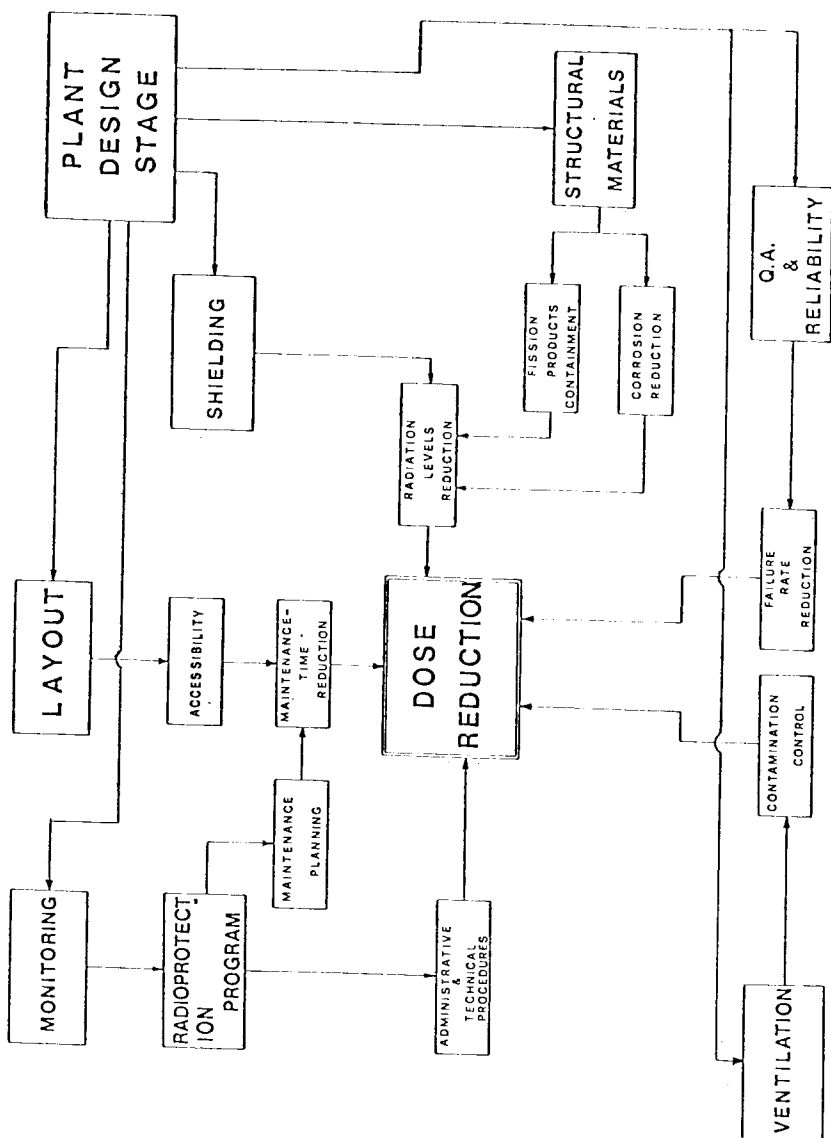 PLANT
DESIGN
STAGE
MONITORING
LAYOUT
SHIELDING
STRUCTURAL
MATERIALS
RADIOPROTECT
ION
PROGRAM
ACCESSIBILITY
MAINTENANCE-
TIME
REDUCTION
MAINTENANCE
PLANNING
RADIATION
LEVELS
REDUCTION
FISSION
PRODUCTS
CONTAINMENT
CORROSION
REDUCTION
ADMINISTRATIVE
&
TECHNICAL
PROCEDURES
DOSE
REDUCTION
VENTILATION
CONTAMINATION
CONTROL
FAILURE
RATE
REDUCTION
Q.A.
&
RELIABILITY